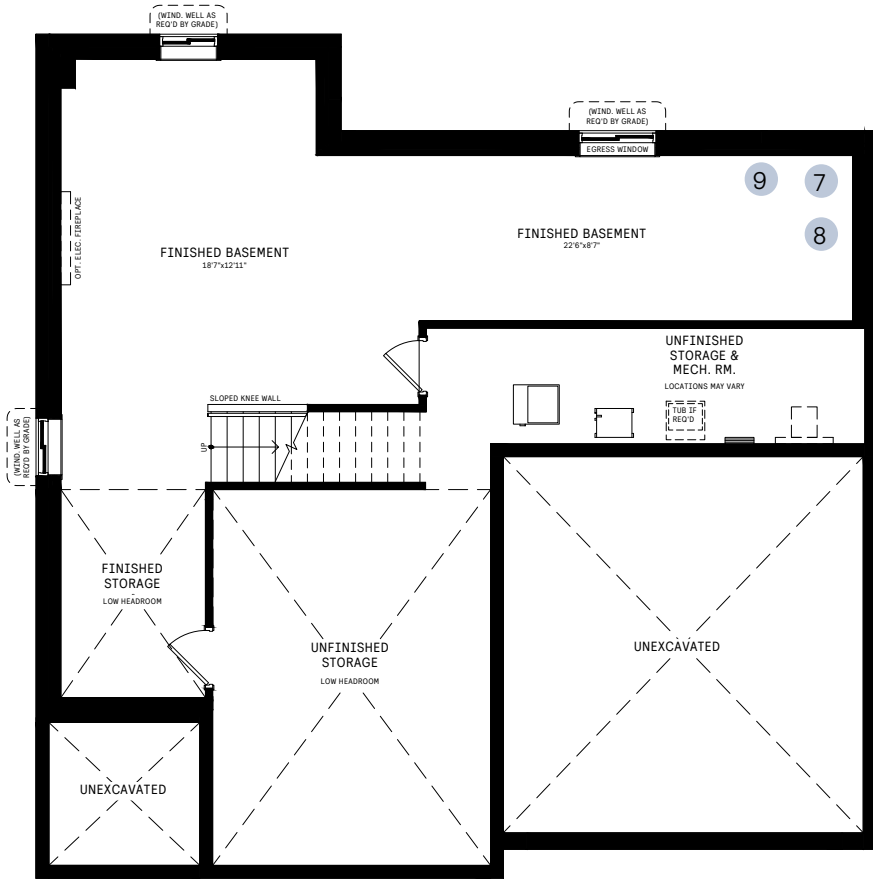 (WIND. WELL AS
REQ'D BY GRADE)
(WIND. WELL AS
REQ'D BY GRADE)
EGRESS WINDOW
9
7
8
OPT. ELEC. FIREPLACE
FINISHED BASEMENT
18'7"x12'11"
FINISHED BASEMENT
22'6"x8'7"
UNFINISHED
STORAGE &
MECH. RM.
LOCATIONS MAY VARY
TUB IF
REQ'D
SLOPED KNEE WALL
UP
(WIND. WELL AS
REQ'D BY GRADE)
FINISHED
STORAGE
LOW HEADROOM
UNFINISHED
STORAGE
LOW HEADROOM
UNEXCAVATED
UNEXCAVATED